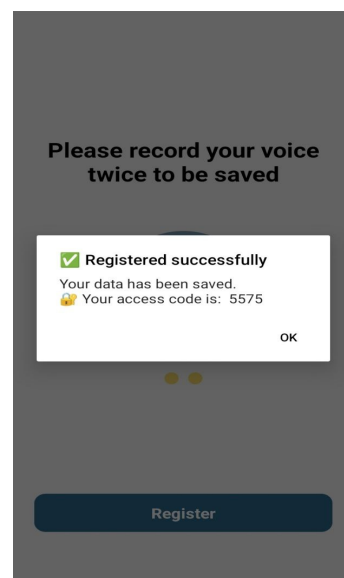 Please record your voice
twice to be saved
✅ Registered successfully
Your data has been saved.
🔐 Your access code is: 5575
OK
Register